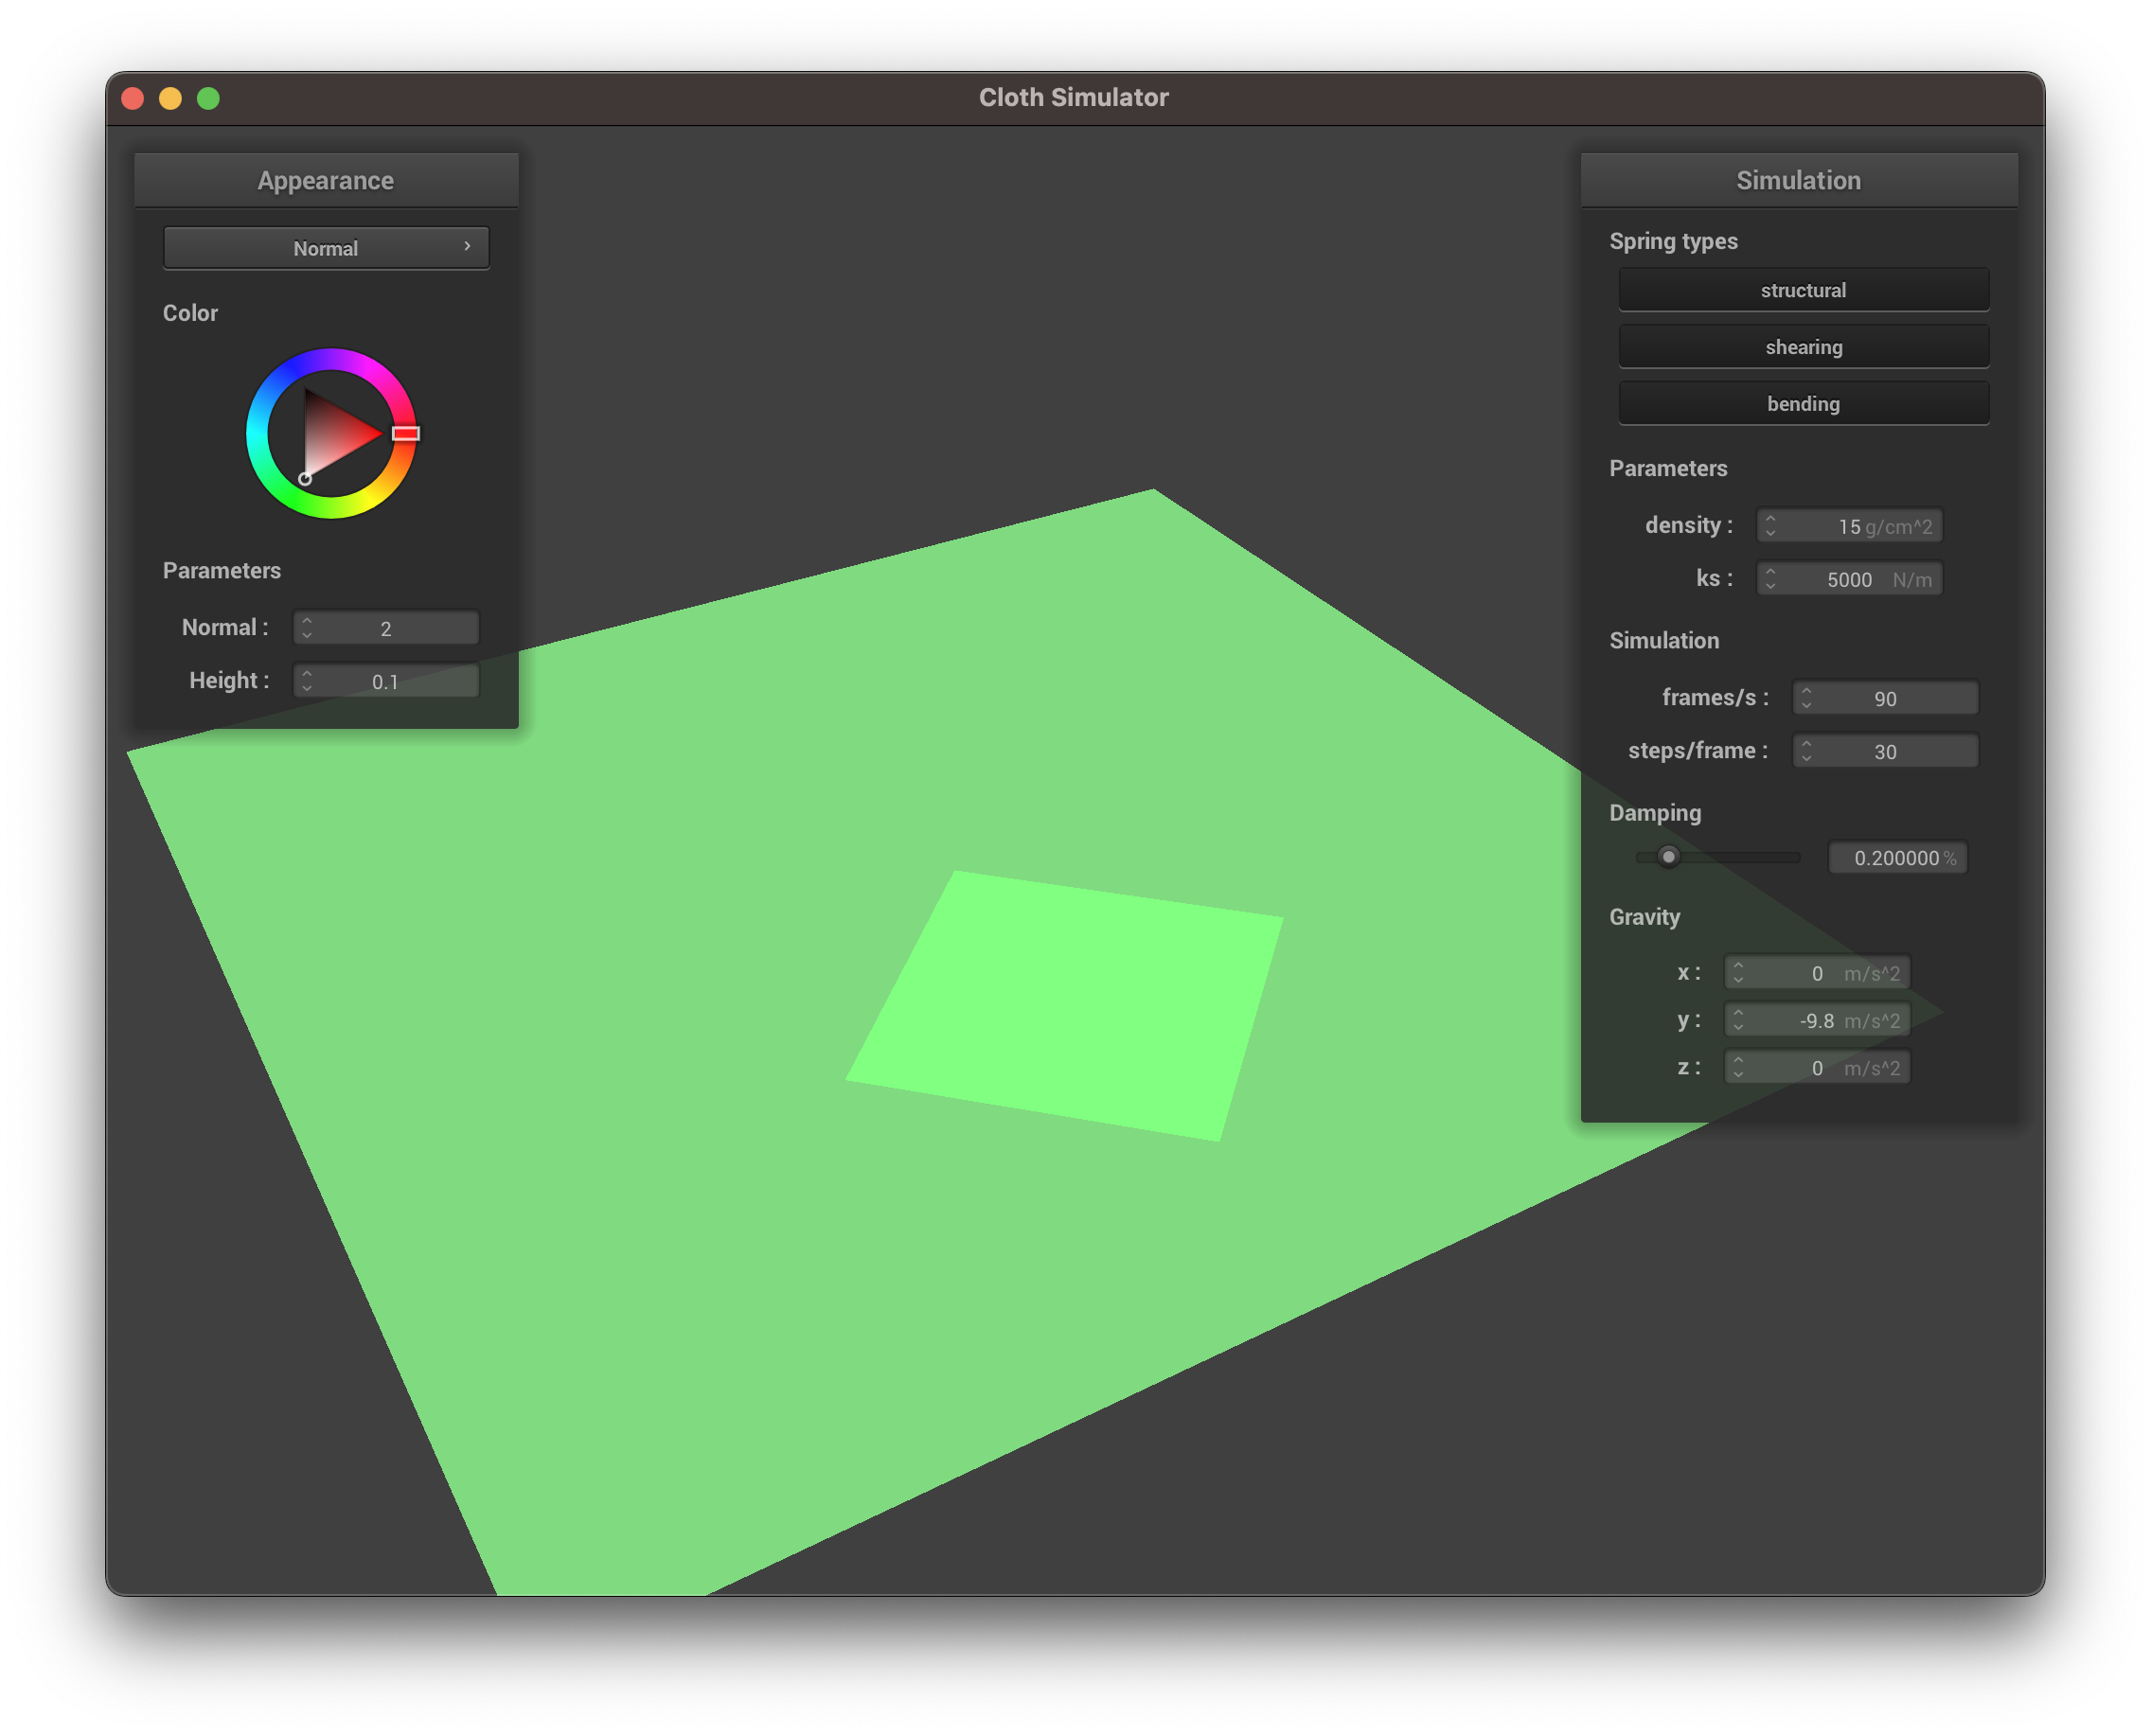 Cloth Simulator
Appearance
Normal
Color
Parameters
Normal : 2
Height : 0.1
Simulation
Spring types
structural
shearing
bending
Parameters
density : 15 g/cm^2
ks : 5000 N/m
Simulation
frames/s : 90
steps/frame : 30
Damping
0.200000 %
Gravity
x : 0 m/s^2
y : -9.8 m/s^2
z : 0 m/s^2